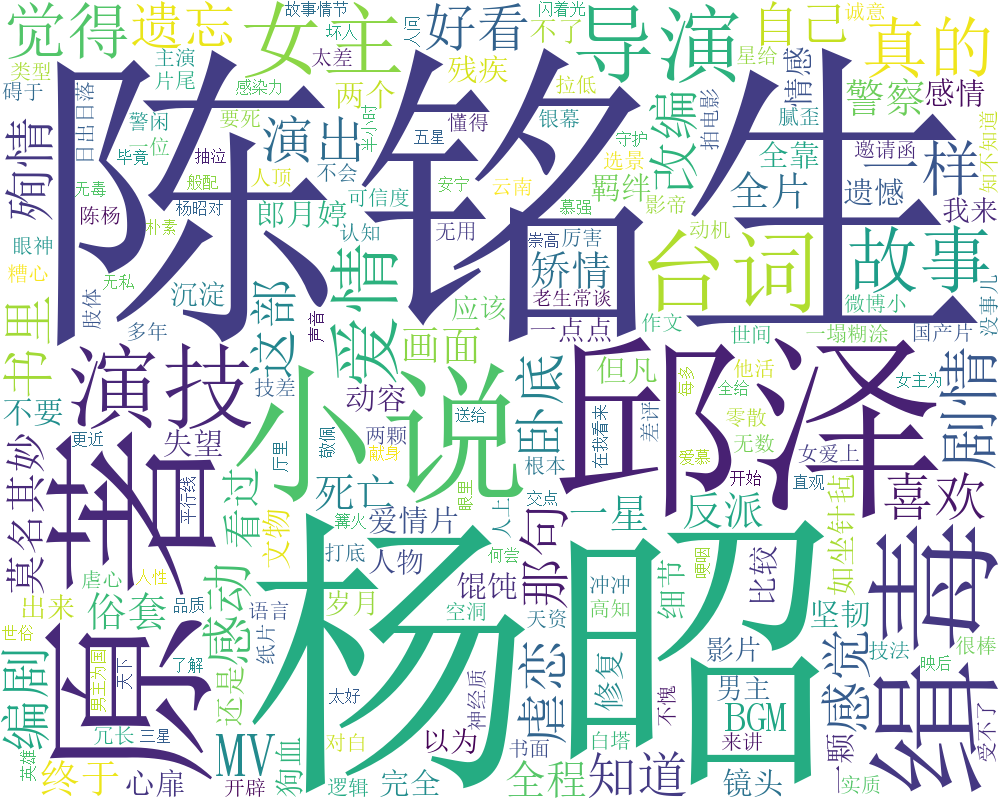 故事情节
闪着光
诚意
觉得
遗忘
女主
坏人
太差
好看
导演
不了
人间
星给
自己
真的
类型
主演
片尾
残疾
拉低
情感
碍于
感染力
两个
半小时
改编
拍电影
警察
感情
日出日落
警闲
要死
五星
懂得
银幕
腻歪
殉情
陈铭生
演出
毕竟
抽泣
位
守护
全靠
邀请函
一样
知不知道
无毒
般配
人顶
不会
安宁
云南
选景
羁绊
全片
遗憾
陈杨
杨昭对
郎月婷
可信度
慕强
影帝
我来
朴素
认知
无用
崇高
厉害
动机
故事
眼神
糟心
无私
沉淀
爱情
矫情
台词
微博小
没事儿
书里
肢体
声音
这部
应该
老生常谈
多年
画面
一点点
作文
世间
一塌糊涂
国产片
演技
技差
动容
卧底
但凡
邱泽
每多
全给
他活
女主为
剧情
不要
小说
送给
零散
更近
失望
敬佩
两颗
在我看来
差评
无数
女爱上
莫名其妙
原著
平行线
看过
厅里
献身
根本
爱慕
开始
直观
如坐针毡
喜欢
死亡
眼里
交点
人上
一星
反派
文物
篝火
爱情片
那句
虐心
人性
打底
人物
何尝
哽咽
出来
俗套
感动
杨昭
馄饨
冲冲
细节
比较
坚韧
缉毒
品质
语言
岁月
空洞
天资
高知
世俗
编剧
纸片
虐恋
修复
影片
感觉
技法
很棒
男主为国
天下
了解
还是
神经质
映后
冗长
三星
太好
不愧
男主
BGM
一颗
受不了
英雄
MV
狗血
对白
以为
书面
白塔
来讲
终于
心扉
开辟
逻辑
完全
全程
知道
镜头
实质